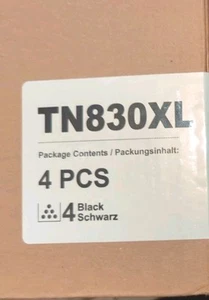 TN830XL
Package Contents / Packungsinhalt:
4 PCS
4 Black
Schwarz